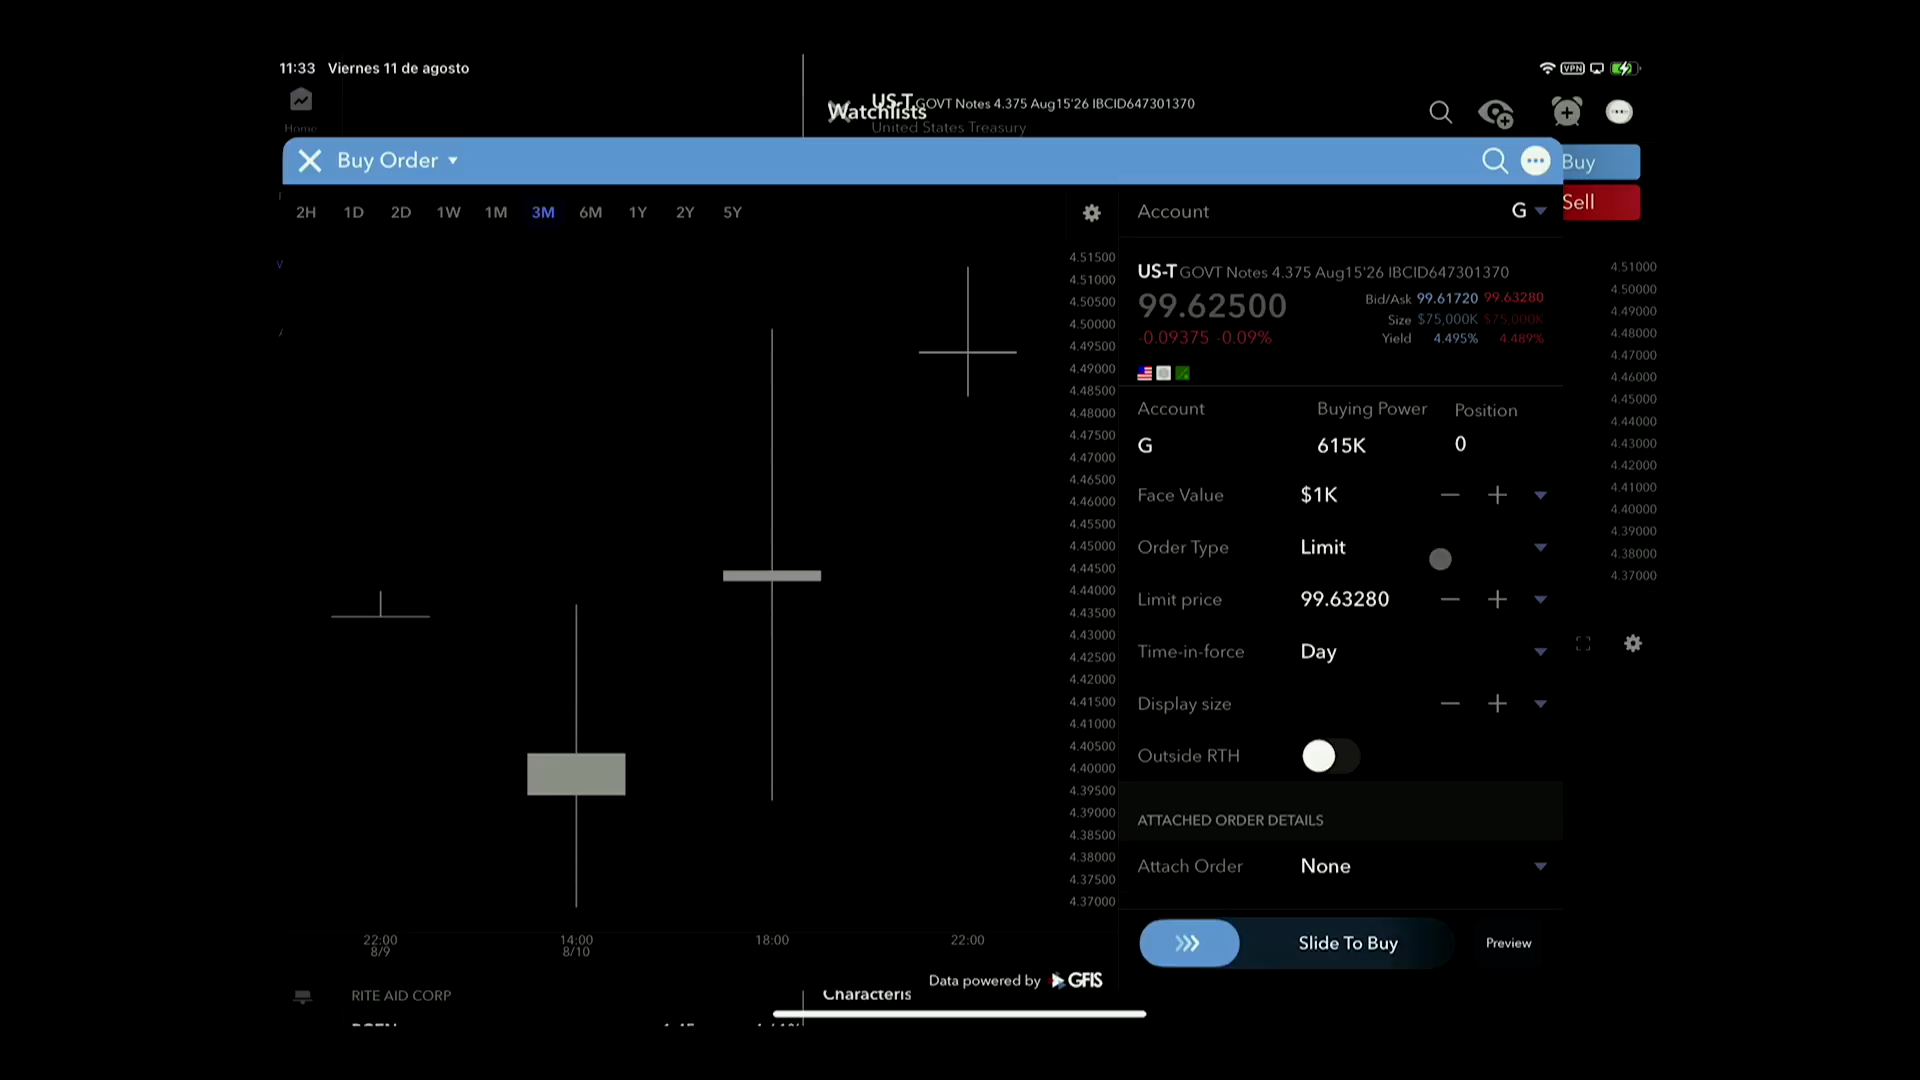 11:33 Viernes 11 de agosto
VPN
Home
Watchlists
US-T GOVT Notes 4.375 Aug15'26 IBCID647301370
United States Treasury
Buy Order
Buy
Sell
2H 1D 2D 1W 1M 3M 6M 1Y 2Y 5Y
Account G
US-T GOVT Notes 4.375 Aug15'26 IBCID647301370
99.62500
-0.09375 -0.09%
Bid/Ask 99.61720 99.63280
Size $75,000K $75,000K
Yield 4.495% 4.489%
Account Buying Power Position
G 615K 0
Face Value $1K
Order Type Limit
Limit price 99.63280
Time-in-force Day
Display size
Outside RTH
ATTACHED ORDER DETAILS
Attach Order None
Slide To Buy
Preview
4.51500
4.51000
4.50500
4.50000
4.49500
4.49000
4.48500
4.48000
4.47500
4.47000
4.46500
4.46000
4.45500
4.45000
4.44500
4.44000
4.43500
4.43000
4.42500
4.42000
4.41500
4.41000
4.40500
4.40000
4.39500
4.39000
4.38500
4.38000
4.37500
4.37000
4.51000
4.50000
4.49000
4.48000
4.47000
4.46000
4.45000
4.44000
4.43000
4.42000
4.41000
4.40000
4.39000
4.38000
4.37000
22:00 14:00 18:00 22:00
8/9 8/10
Data powered by GFIS
RITE AID CORP
Characteris